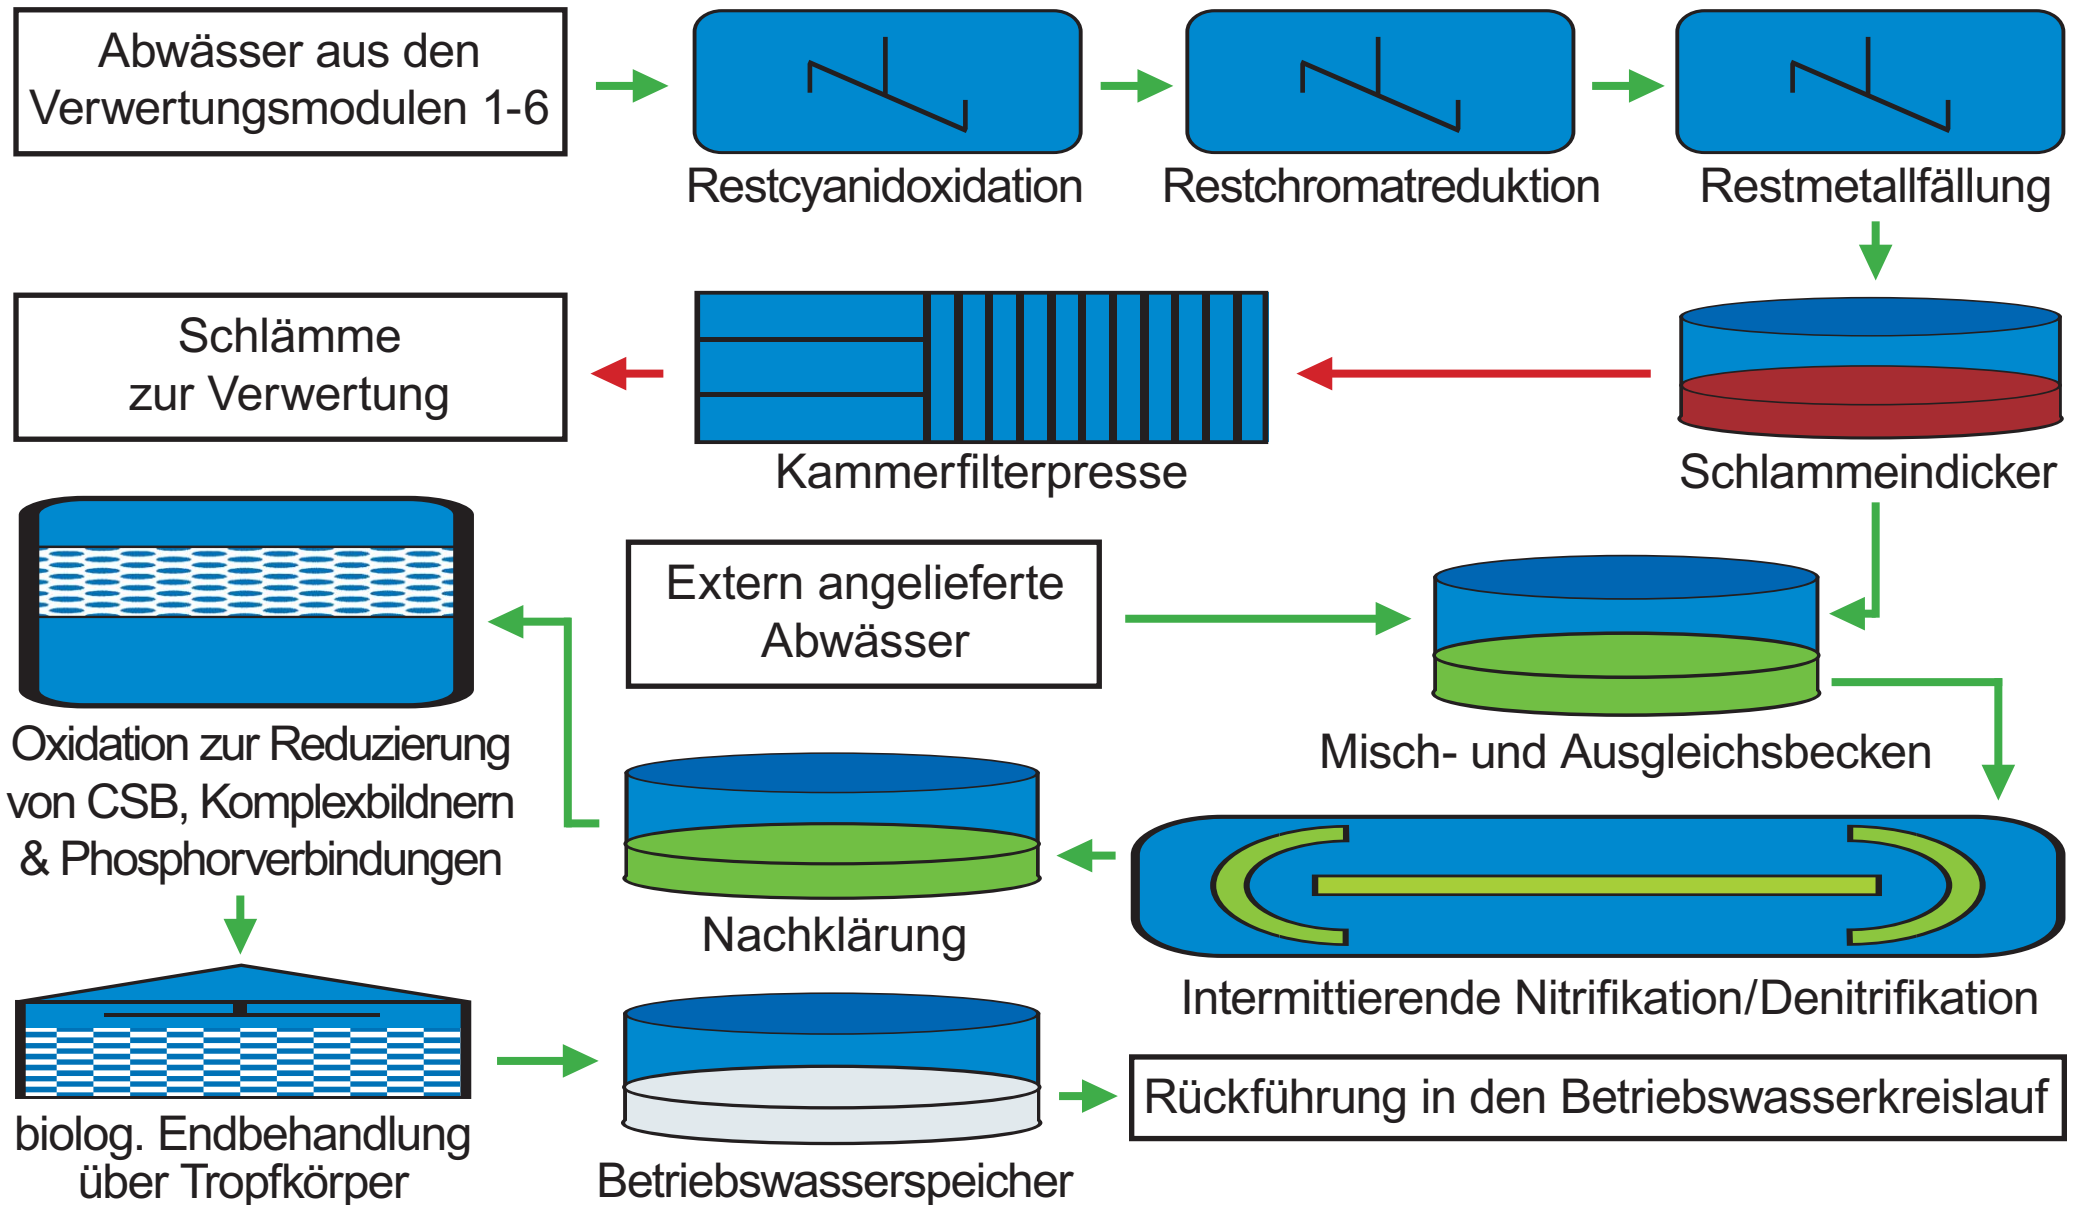 Abwässer aus den
Verwertungsmodulen 1-6
Restcyanidoxidation
Restchromatreduktion
Restmetallfällung
Schlämme
zur Verwertung
Kammerfilterpresse
Schlammeindicker
Extern angelieferte
Abwässer
Misch- und Ausgleichsbecken
Oxidation zur Reduzierung
von CSB, Komplexbildnern
& Phosphorverbindungen
Nachklärung
Intermittierende Nitrifikation/Denitrifikation
biolog. Endbehandlung
über Tropfkörper
Betriebswasserspeicher
Rückführung in den Betriebswasserkreislauf